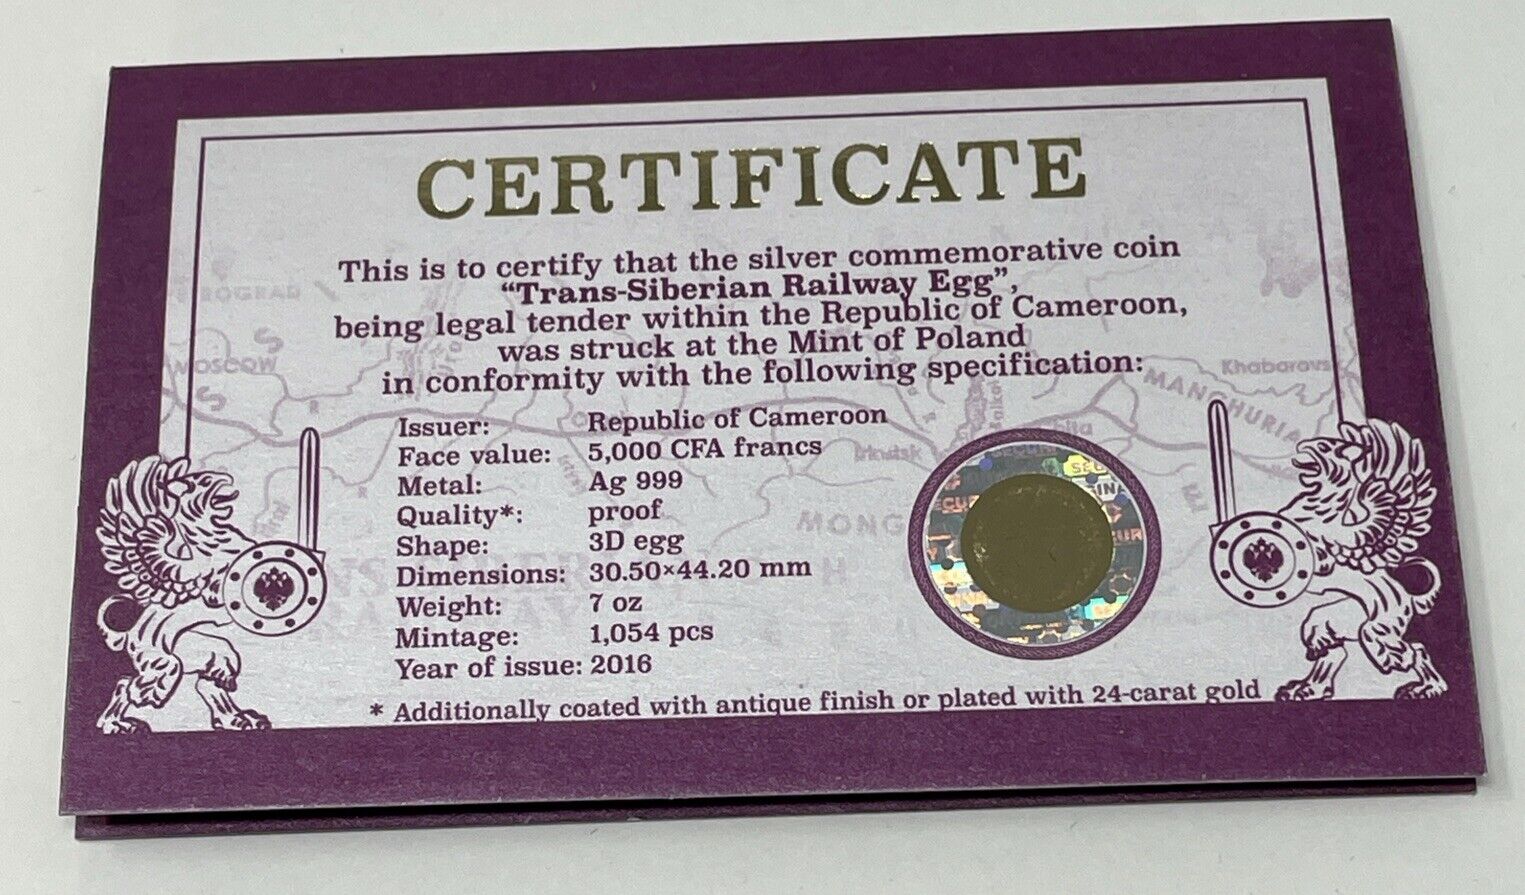 CERTIFICATE
This is to certify that the silver commemorative coin
“Trans-Siberian Railway Egg”,
being legal tender within the Republic of Cameroon,
was struck at the Mint of Poland
in conformity with the following specification:
Issuer: Republic of Cameroon
Face value: 5,000 CFA francs
Metal: Ag 999
Quality*: proof
Shape: 3D egg
Dimensions: 30.50×44.20 mm
Weight: 7 oz
Mintage: 1,054 pcs
Year of issue: 2016
* Additionally coated with antique finish or plated with 24-carat gold
MOSCOW
Irkutsk
Chita
MONG
MANCHURIA
Khabarovs